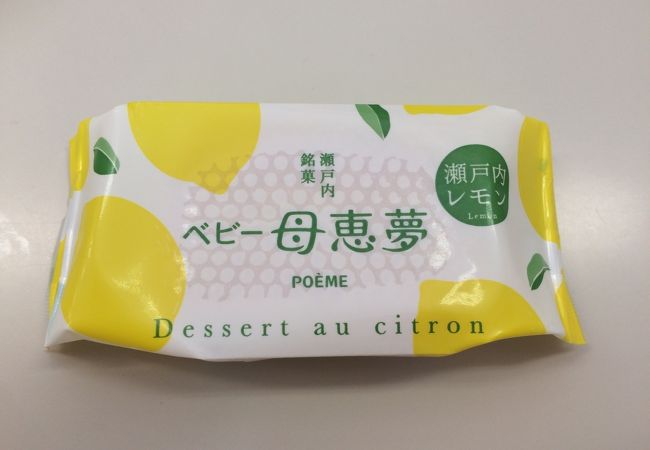 瀬戸内
銘菓
ベビー母恵夢
POÈME
Dessert au citron
瀬戸内
レモン
Lemon